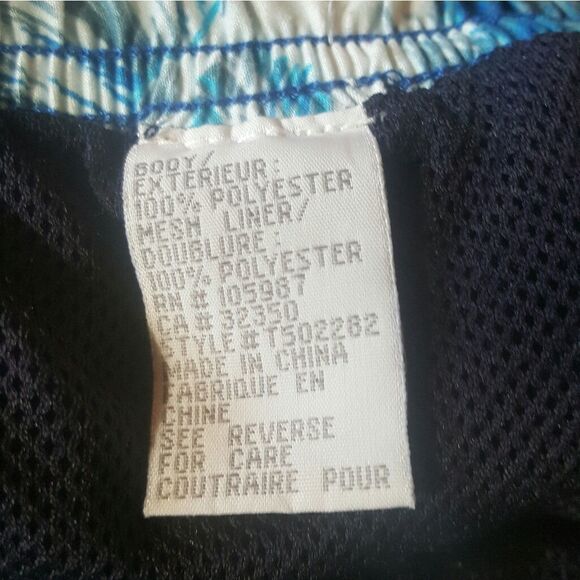 BODY/
EXTERIEUR:
100% POLYESTER
MESH LINER/
DOUBLURE:
100% POLYESTER
RN # 105987
CA # 32350
STYLE # T502282
MADE IN CHINA
FABRIQUE EN
CHINE
SEE REVERSE
FOR CARE
COUTRAIRE POUR